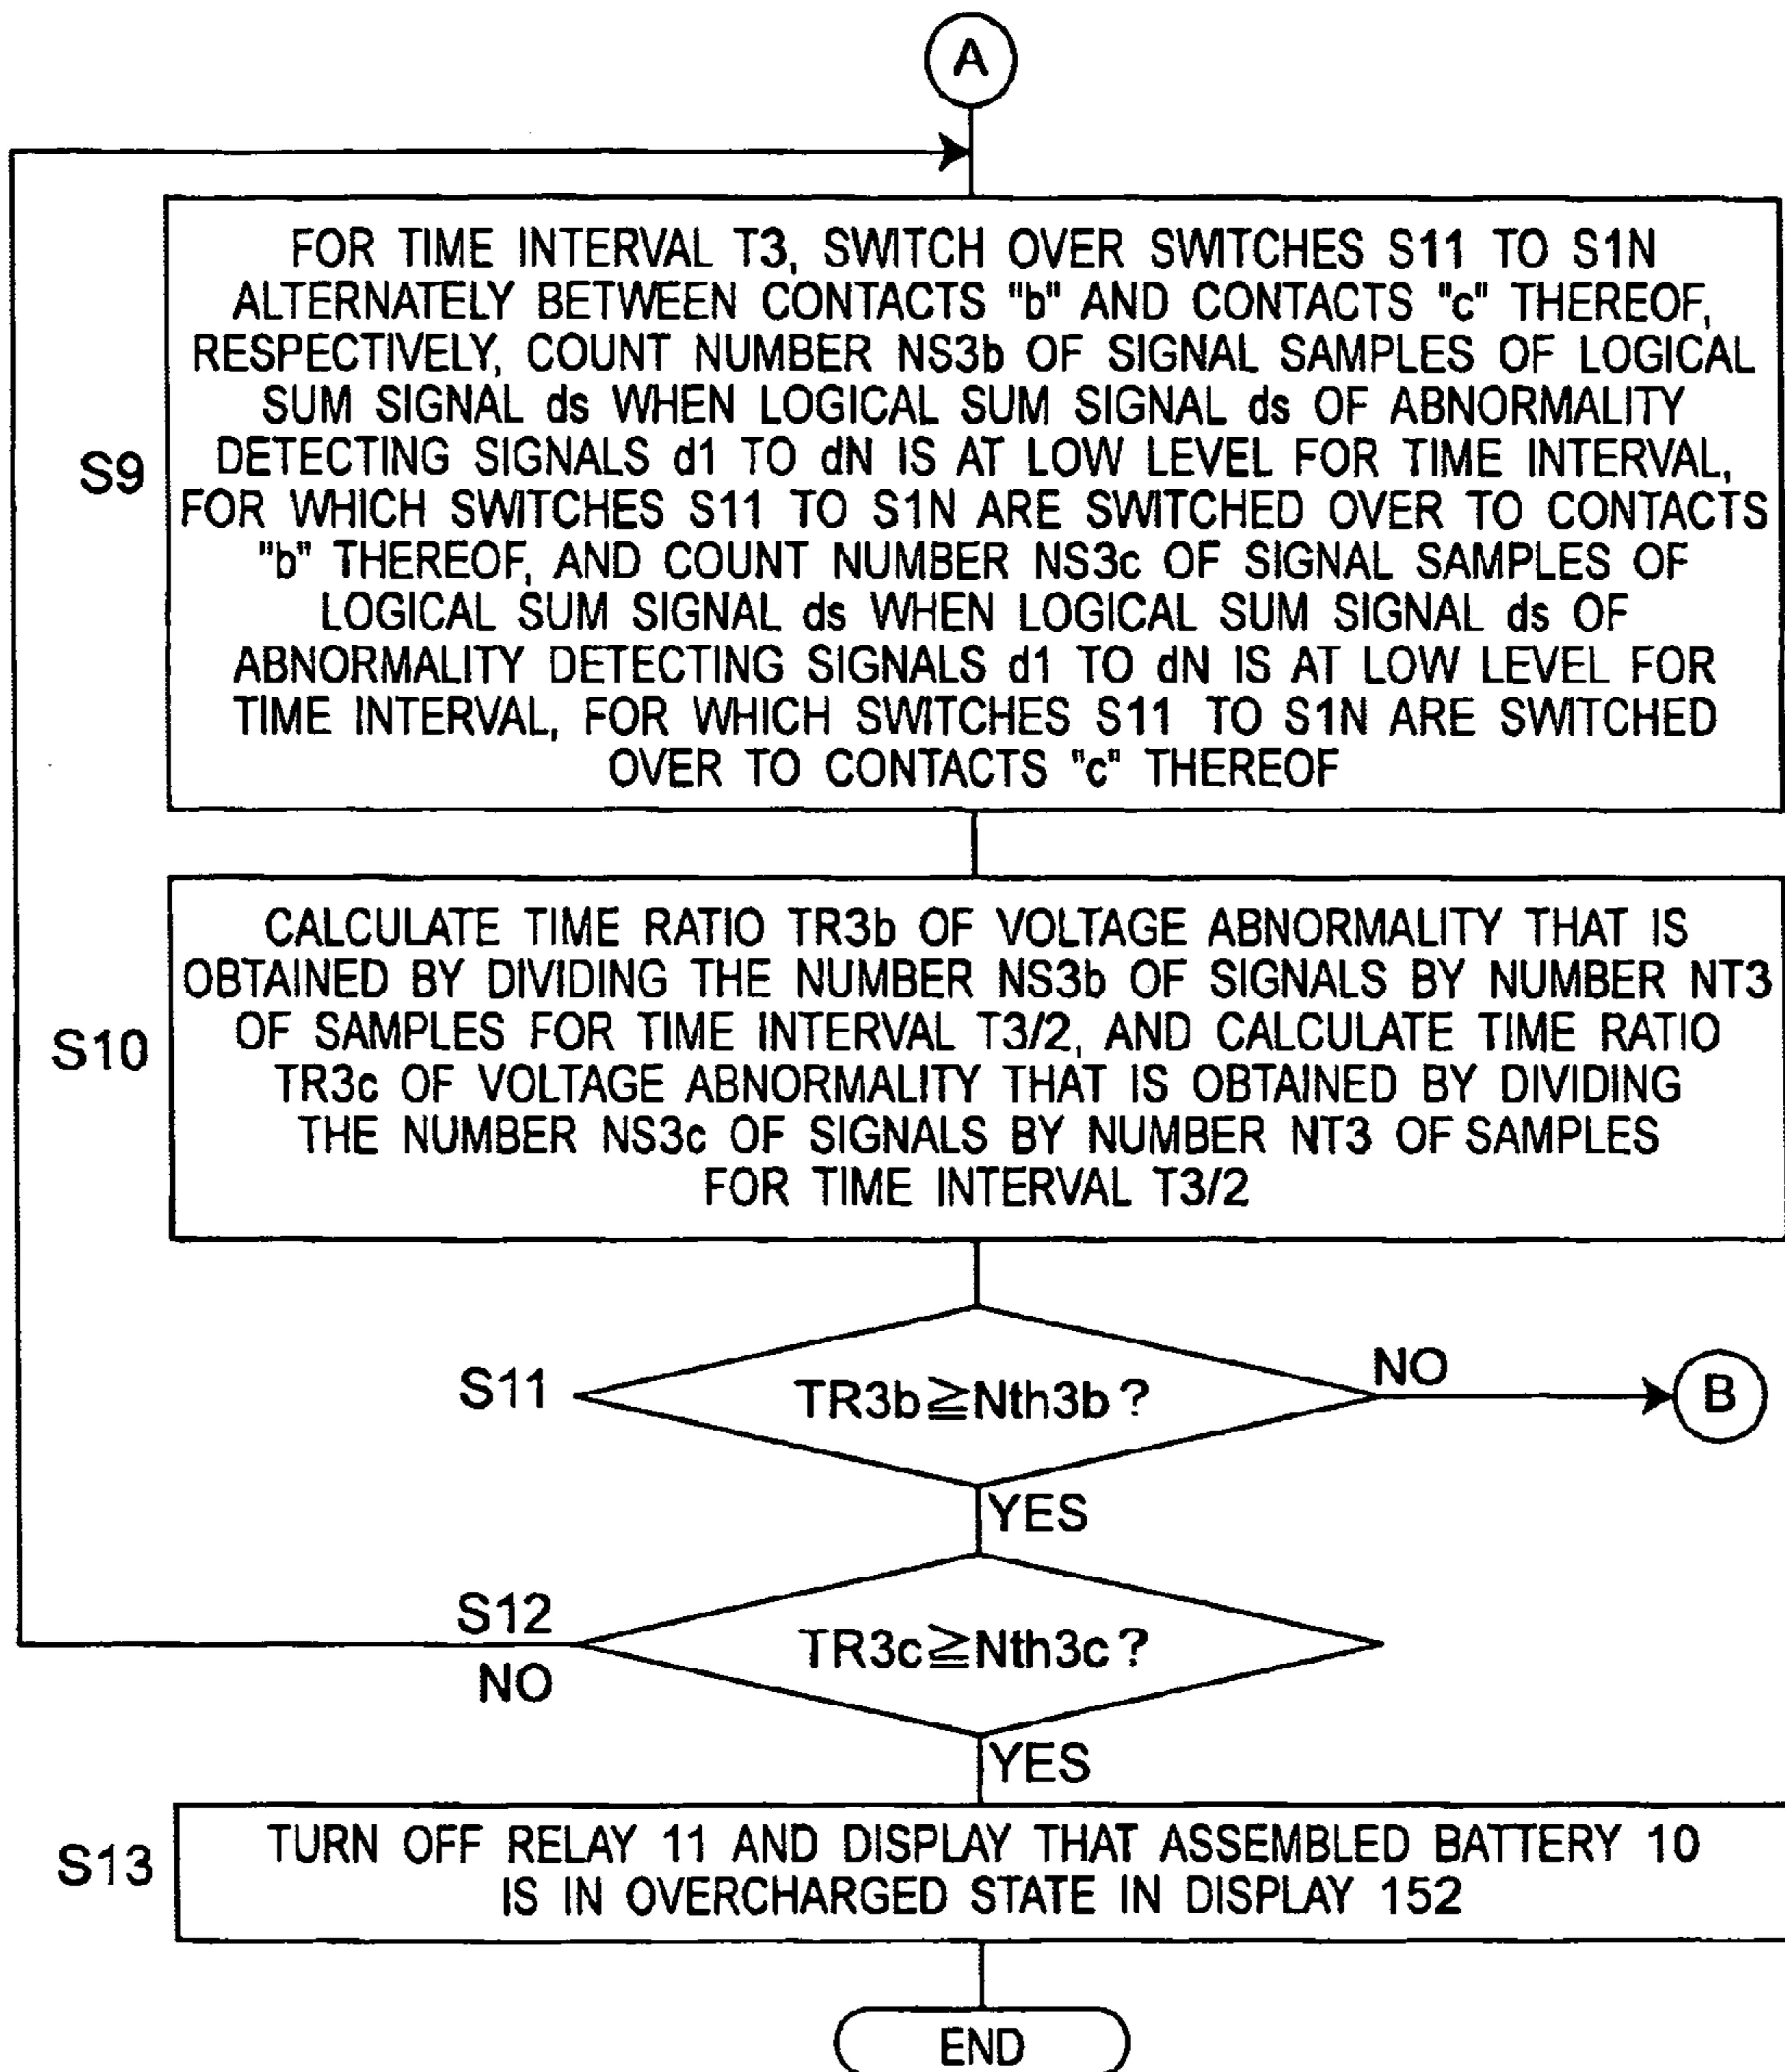 A
S9
FOR TIME INTERVAL T3, SWITCH OVER SWITCHES S11 TO S1N
ALTERNATELY BETWEEN CONTACTS "b" AND CONTACTS "c" THEREOF,
RESPECTIVELY, COUNT NUMBER NS3b OF SIGNAL SAMPLES OF LOGICAL
SUM SIGNAL ds WHEN LOGICAL SUM SIGNAL ds OF ABNORMALITY
DETECTING SIGNALS d1 TO dN IS AT LOW LEVEL FOR TIME INTERVAL,
FOR WHICH SWITCHES S11 TO S1N ARE SWITCHED OVER TO CONTACTS
"b" THEREOF, AND COUNT NUMBER NS3c OF SIGNAL SAMPLES OF
LOGICAL SUM SIGNAL ds WHEN LOGICAL SUM SIGNAL ds OF
ABNORMALITY DETECTING SIGNALS d1 TO dN IS AT LOW LEVEL FOR
TIME INTERVAL, FOR WHICH SWITCHES S11 TO S1N ARE SWITCHED
OVER TO CONTACTS "c" THEREOF
S10
CALCULATE TIME RATIO TR3b OF VOLTAGE ABNORMALITY THAT IS
OBTAINED BY DIVIDING THE NUMBER NS3b OF SIGNALS BY NUMBER NT3
OF SAMPLES FOR TIME INTERVAL T3/2, AND CALCULATE TIME RATIO
TR3c OF VOLTAGE ABNORMALITY THAT IS OBTAINED BY DIVIDING
THE NUMBER NS3c OF SIGNALS BY NUMBER NT3 OF SAMPLES
FOR TIME INTERVAL T3/2
S11
TR3b≧Nth3b?
NO
B
YES
S12
TR3c≧Nth3c?
NO
YES
S13
TURN OFF RELAY 11 AND DISPLAY THAT ASSEMBLED BATTERY 10
IS IN OVERCHARGED STATE IN DISPLAY 152
END